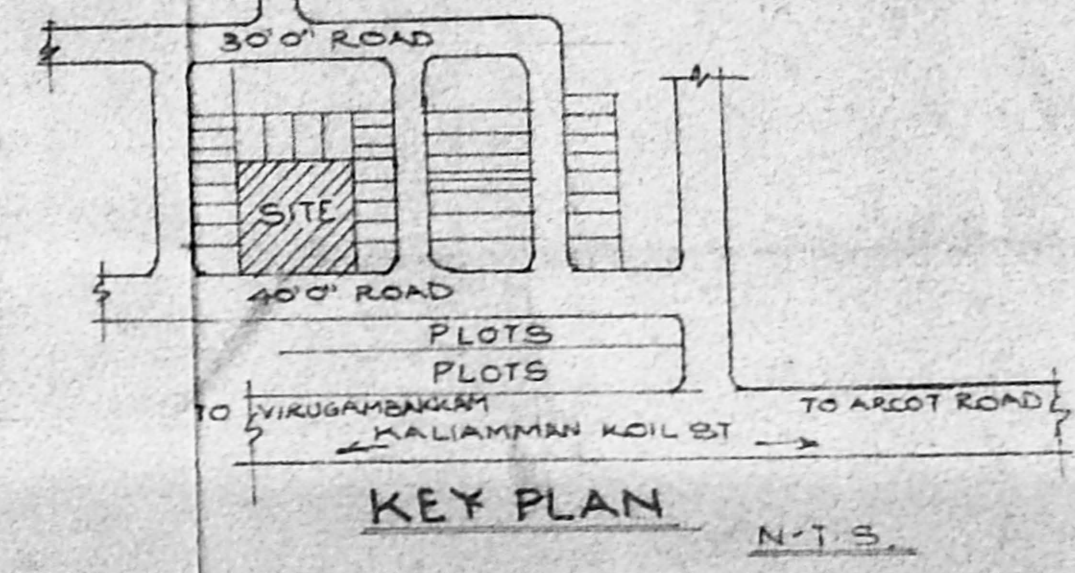 30'0" ROAD
SITE
40'0" ROAD
PLOTS
PLOTS
TO VIRUGAMBAKKAM
TO ARCOT ROAD
KALIAMMAN KOIL ST
KEY PLAN
N.T.S.